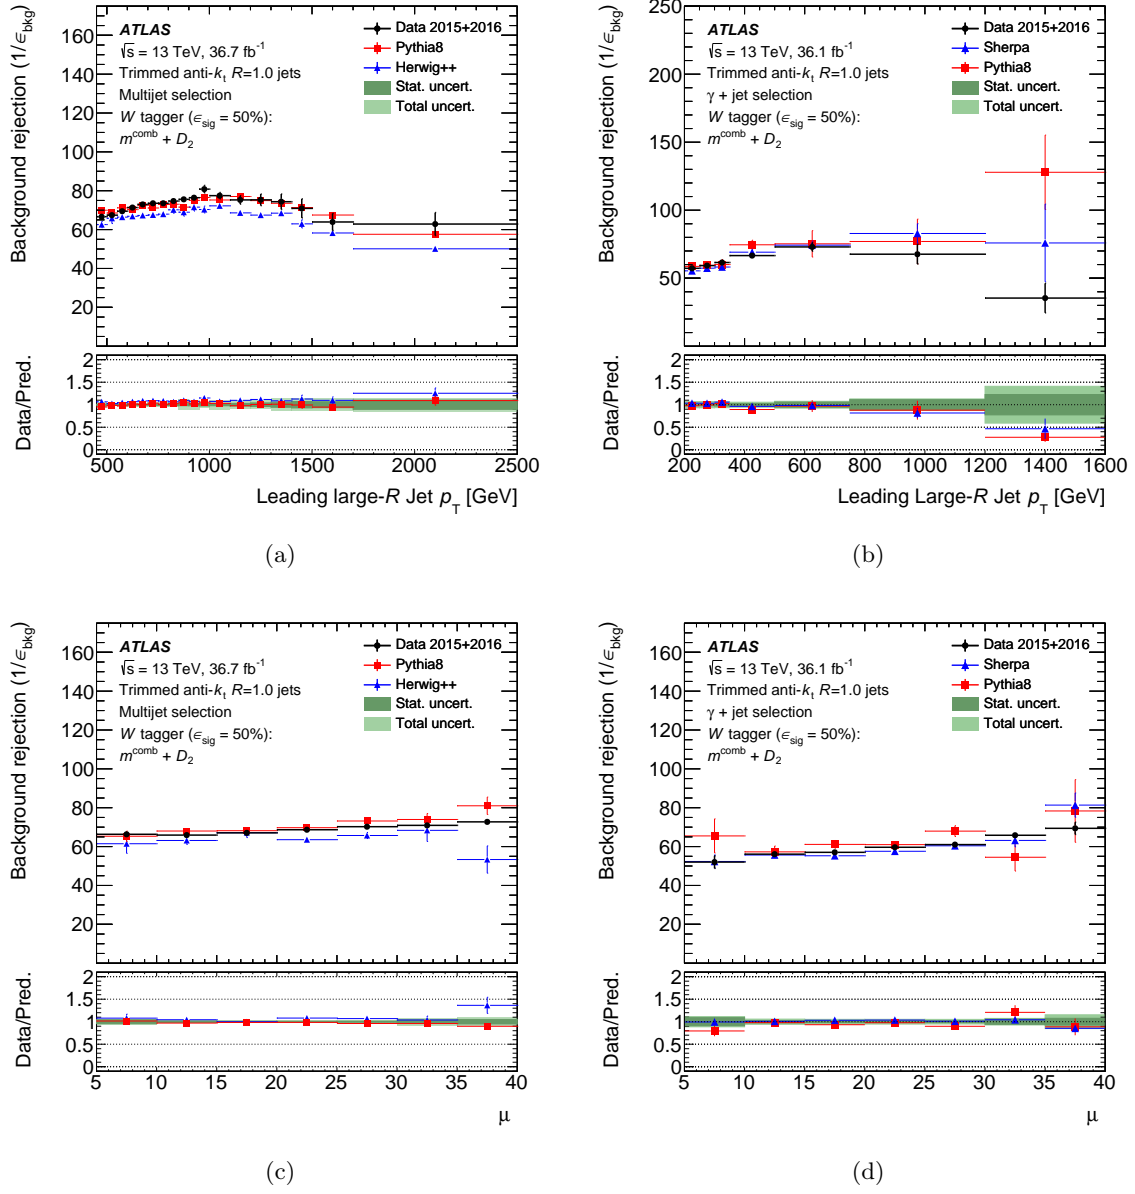 Background rejection (1/ϵbkg)
160
140
120
100
80
60
40
20
ATLAS
√s = 13 TeV, 36.7 fb-1
Trimmed anti-kt R=1.0 jets
Multijet selection
W tagger (ϵsig = 50%):
mcomb + D2
Data 2015+2016
Pythia8
Herwig++
Stat. uncert.
Total uncert.
Data/Pred.
2
1.5
1
0.5
0
500 1000 1500 2000 2500
Leading large-R Jet pT [GeV]
(a)
Background rejection (1/ϵbkg)
250
200
150
100
50
ATLAS
√s = 13 TeV, 36.1 fb-1
Trimmed anti-kt R=1.0 jets
γ + jet selection
W tagger (ϵsig = 50%):
mcomb + D2
Data 2015+2016
Sherpa
Pythia8
Stat. uncert.
Total uncert.
Data/Pred.
2
1.5
1
0.5
0
200 400 600 800 1000 1200 1400 1600
Leading Large-R Jet pT [GeV]
(b)
Background rejection (1/ϵbkg)
160
140
120
100
80
60
40
20
ATLAS
√s = 13 TeV, 36.7 fb-1
Trimmed anti-kt R=1.0 jets
Multijet selection
W tagger (ϵsig = 50%):
mcomb + D2
Data 2015+2016
Pythia8
Herwig++
Stat. uncert.
Total uncert.
Data/Pred.
2
1.5
1
0.5
0
5 10 15 20 25 30 35 40
μ
(c)
Background rejection (1/ϵbkg)
160
140
120
100
80
60
40
20
ATLAS
√s = 13 TeV, 36.1 fb-1
Trimmed anti-kt R=1.0 jets
γ + jet selection
W tagger (ϵsig = 50%):
mcomb + D2
Data 2015+2016
Sherpa
Pythia8
Stat. uncert.
Total uncert.
Data/Pred.
2
1.5
1
0.5
0
5 10 15 20 25 30 35 40
μ
(d)